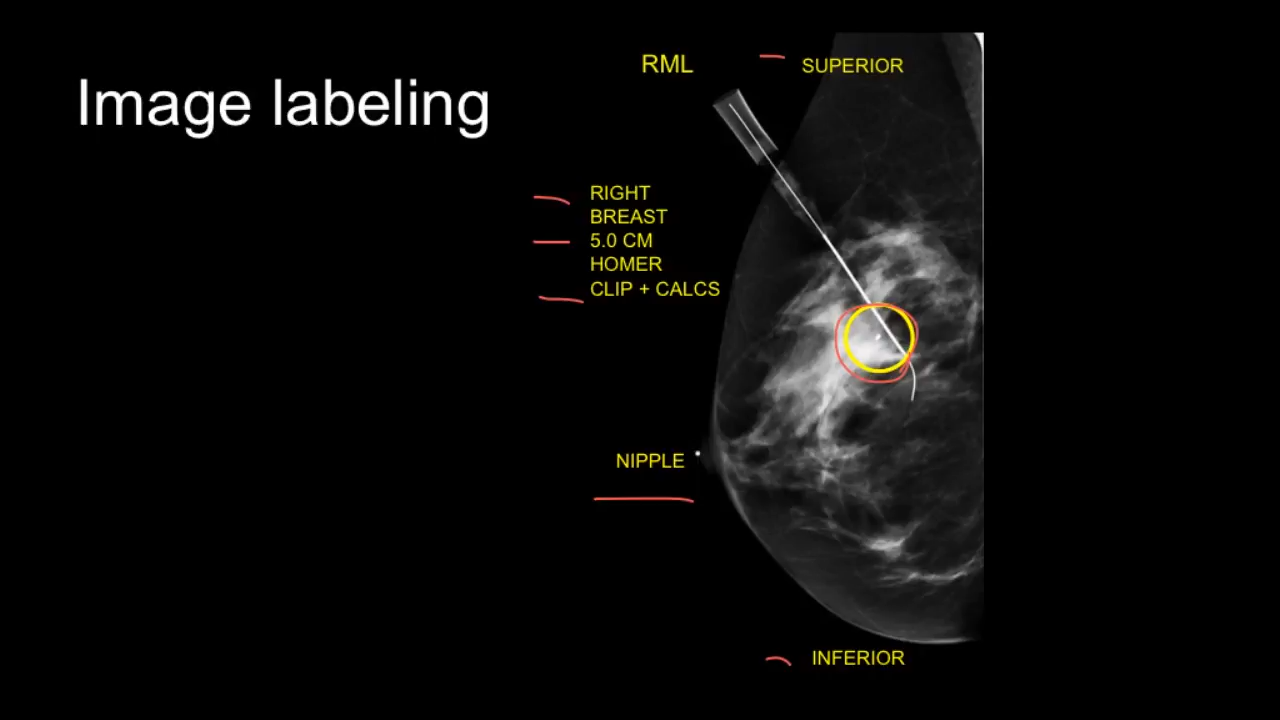 Image labeling
RML
SUPERIOR
RIGHT
BREAST
5.0 CM
HOMER
CLIP + CALCS
NIPPLE
INFERIOR